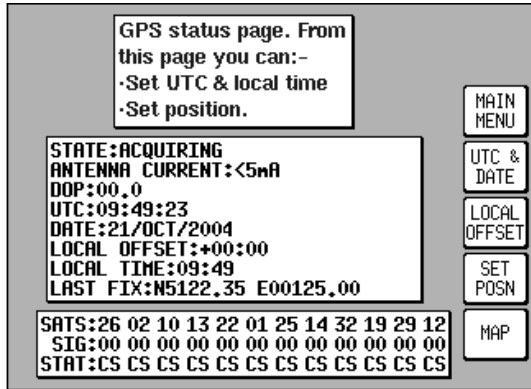 GPS status page. From
this page you can:-
·Set UTC & local time
·Set position.
STATE:ACQUIRING
ANTENNA CURRENT:<5mA
DOP:00.0
UTC:09:49:23
DATE:21/OCT/2004
LOCAL OFFSET:+00:00
LOCAL TIME:09:49
LAST FIX:N5122.35 E00125.00
SATS:26 02 10 13 22 01 25 14 32 19 29 12
SIG:00 00 00 00 00 00 00 00 00 00 00 00
STAT:CS CS CS CS CS CS CS CS CS CS CS CS
MAIN
MENU
UTC &
DATE
LOCAL
OFFSET
SET
POSN
MAP